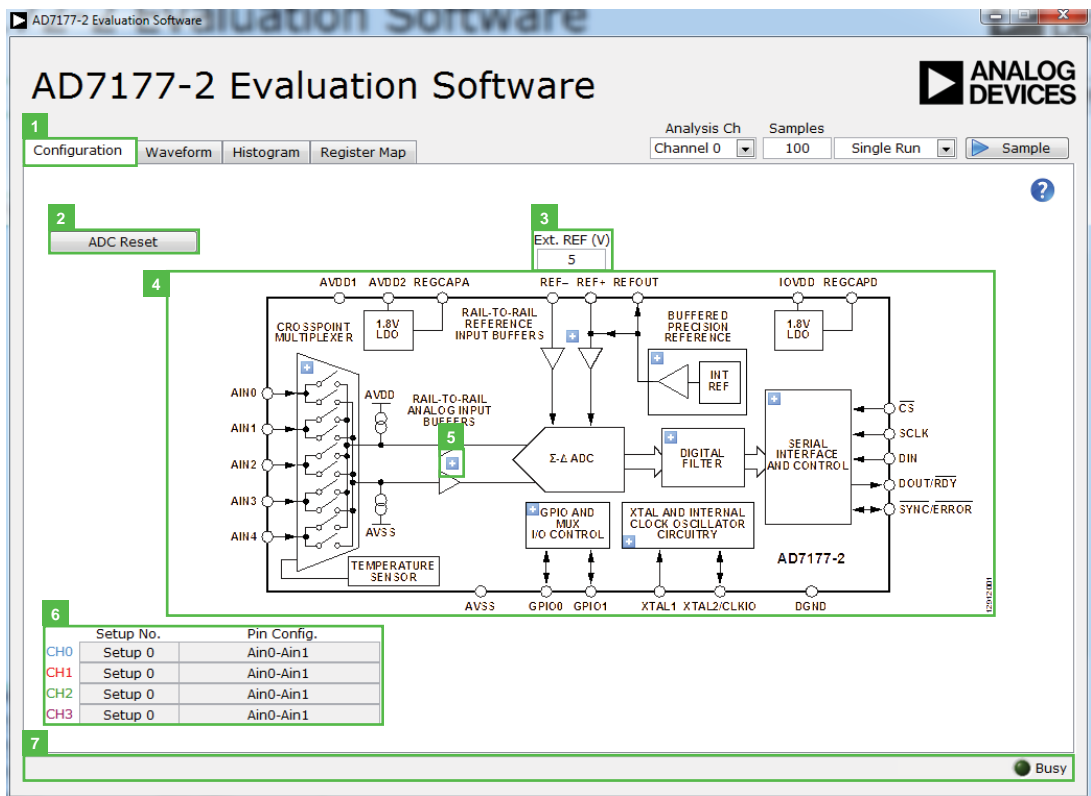 AD7177-2 Evaluation Software
AD7177-2 Evaluation Software
ANALOG
DEVICES
1
Configuration
Waveform
Histogram
Register Map
Analysis Ch
Samples
Channel 0
100
Single Run
Sample
?
2
ADC Reset
3
Ext. REF (V)
5
4
AVDD1 AVDD2 REGCAPA
REF– REF+ REFOUT
IOVDD REGCAPD
CROSSPOINT
MULTIPLEXER
1.8V
LDO
RAIL-TO-RAIL
REFERENCE
INPUT BUFFERS
BUFFERED
PRECISION
REFERENCE
INT
REF
1.8V
LDO
AIN0
AIN1
AIN2
AIN3
AIN4
AVDD
AVSS
RAIL-TO-RAIL
ANALOG INPUT
BUFFERS
5
Σ-Δ ADC
DIGITAL
FILTER
SERIAL
INTERFACE
AND CONTROL
CS
SCLK
DIN
DOUT/RDY
SYNC/ERROR
GPIO AND
MUX
I/O CONTROL
XTAL AND INTERNAL
CLOCK OSCILLATOR
CIRCUITRY
AD7177-2
TEMPERATURE
SENSOR
AVSS
GPIO0 GPIO1
XTAL1 XTAL2/CLKIO
DGND
12912-001
6
Setup No. Pin Config.
CH0 Setup 0 Ain0-Ain1
CH1 Setup 0 Ain0-Ain1
CH2 Setup 0 Ain0-Ain1
CH3 Setup 0 Ain0-Ain1
7
Busy